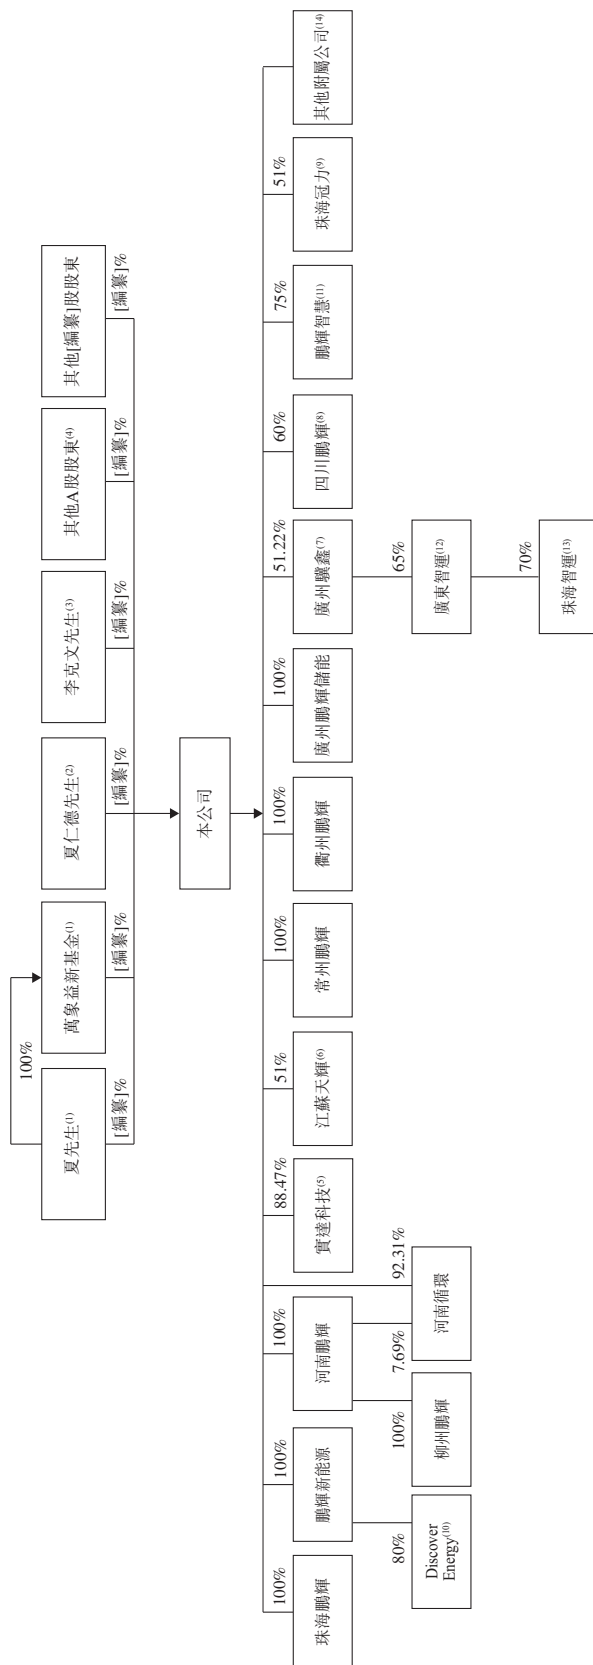 100%
夏先生(1)
萬象益新基金(1)
夏仁德先生(2)
李克文先生(3)
其他A股股東(4)
其他[編纂]股股東
[編纂]%
[編纂]%
[編纂]%
[編纂]%
[編纂]%
[編纂]%
本公司
100%
100%
100%
88.47%
51%
100%
100%
100%
51.22%
60%
75%
51%
珠海鵬輝
鵬輝新能源
河南鵬輝
實達科技(5)
江蘇天輝(6)
常州鵬輝
衢州鵬輝
廣州鵬輝儲能
廣州驥鑫(7)
四川鵬輝(8)
鵬輝智慧(11)
珠海冠力(9)
其他附屬公司(14)
80%
100%
7.69%
92.31%
65%
Discover
Energy(10)
柳州鵬輝
河南循環
廣東智運(12)
70%
珠海智運(13)